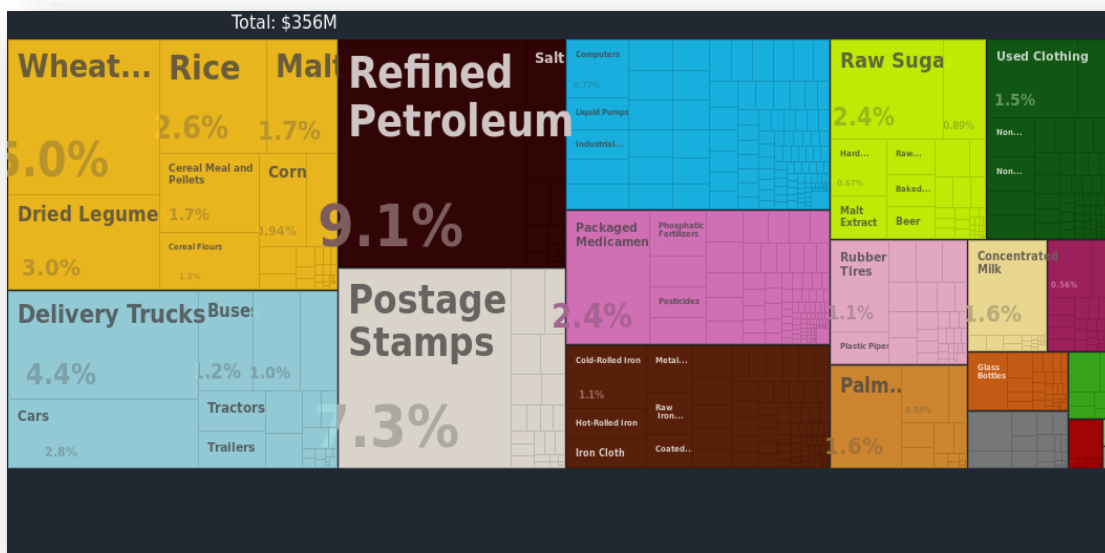 Total: $356M
Wheat...
5.0%
Rice
2.6%
Malt
1.7%
Dried Legume
3.0%
Cereal Meal and
Pellets
1.7%
Corn
0.94%
Cereal Flours
1.2%
Delivery Trucks
4.4%
Buses
1.2%
1.0%
Cars
2.8%
Tractors
Trailers
Refined
Petroleum
9.1%
Salt
Postage
Stamps
7.3%
Computers
0.77%
Liquid Pumps
Industrial...
Packaged
Medicamen
2.4%
Phosphatic
Fertilizers
Pesticides
Cold-Rolled Iron
1.1%
Hot-Rolled Iron
Iron Cloth
Metal...
Raw
Iron...
Coated...
Raw Suga
2.4%
0.89%
Hard...
0.67%
Raw...
Baked...
Malt
Extract
Beer
Used Clothing
1.5%
Non...
Non...
Rubber
Tires
1.1%
Plastic Pipes
Concentrated
Milk
1.6%
0.56%
Palm..
1.6%
0.59%
Glass
Bottles